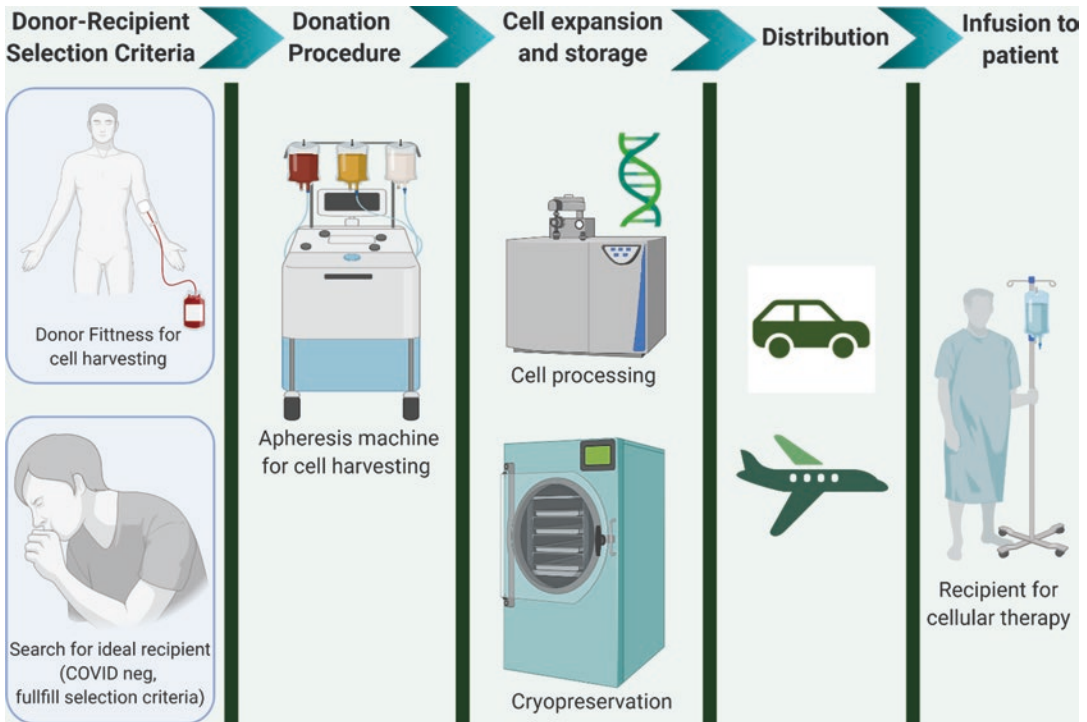 Donor-Recipient
Selection Criteria
Donation
Procedure
Cell expansion
and storage
Distribution
Infusion to
patient
Donor Fittness for
cell harvesting
Search for ideal recipient
(COVID neg,
fullfill selection criteria)
Apheresis machine
for cell harvesting
Cell processing
Cryopreservation
Recipient for
cellular therapy